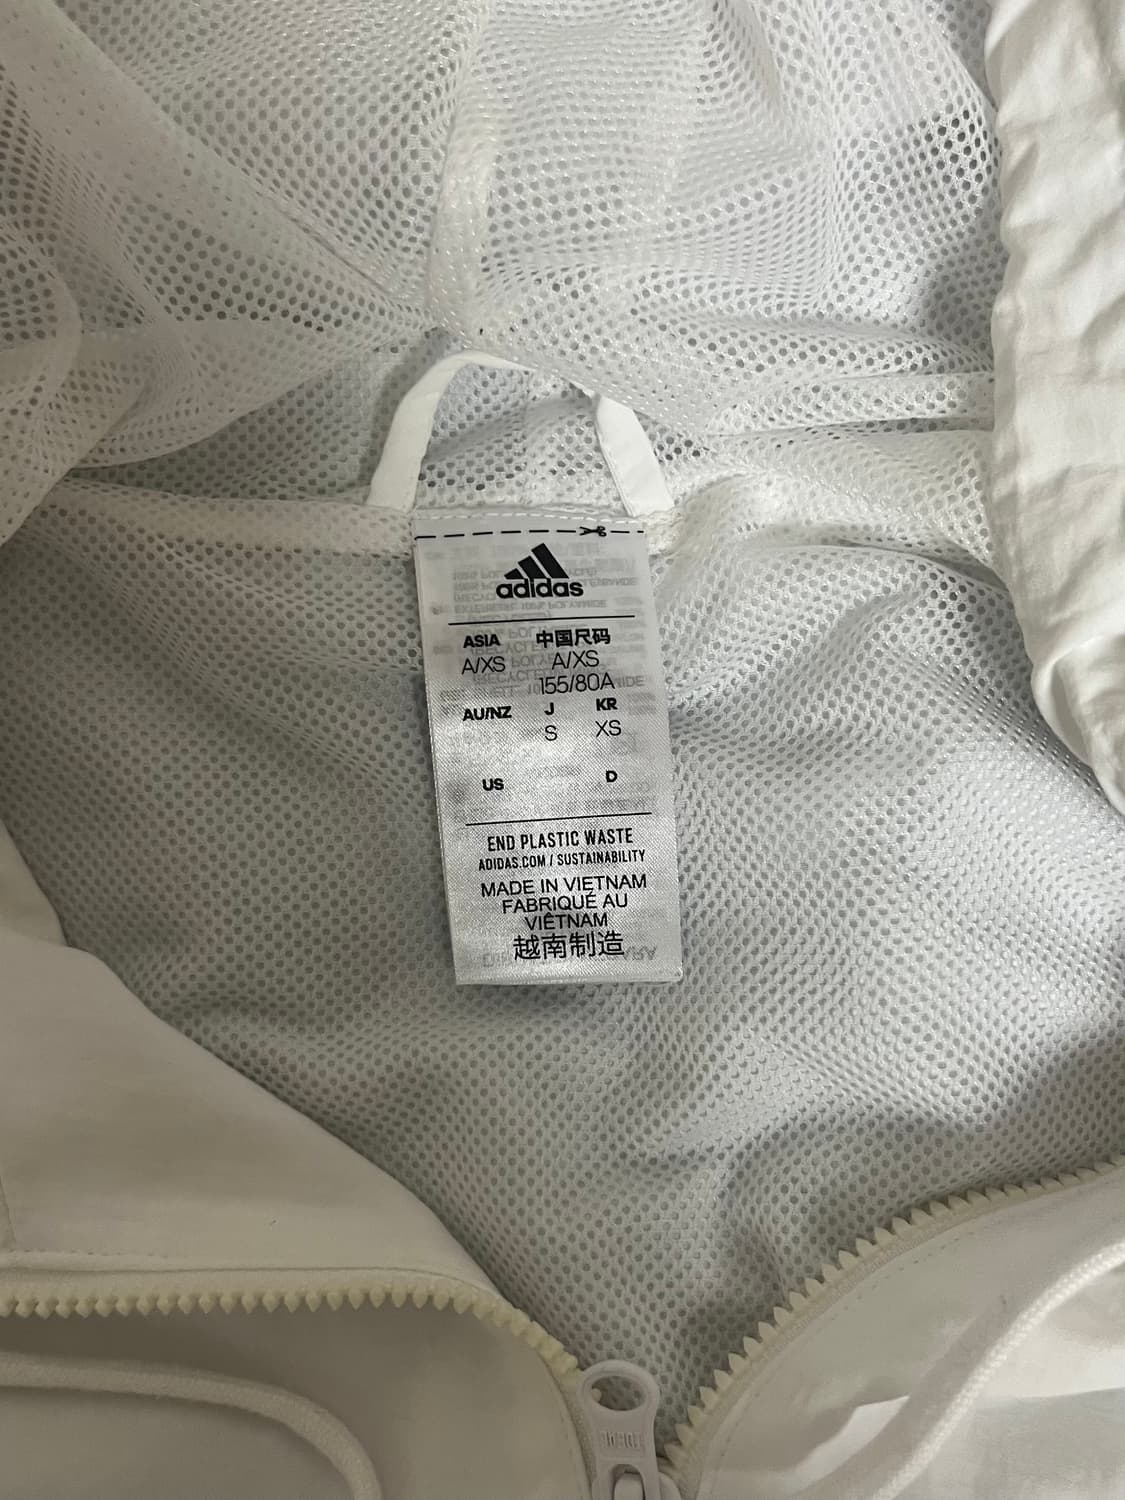 adidas
ASIA 中国尺码
A/XS A/XS
155/80A
AU/NZ J KR
S XS
US D
END PLASTIC WASTE
ADIDAS.COM / SUSTAINABILITY
MADE IN VIETNAM
FABRIQUÉ AU
VIÊTNAM
越南制造